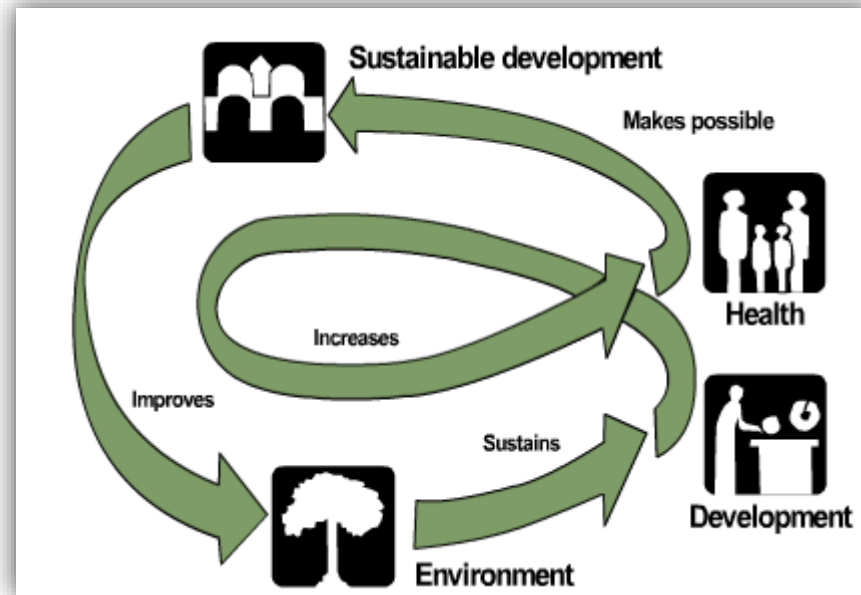 Sustainable development
Makes possible
Health
Increases
Improves
Sustains
Development
Environment